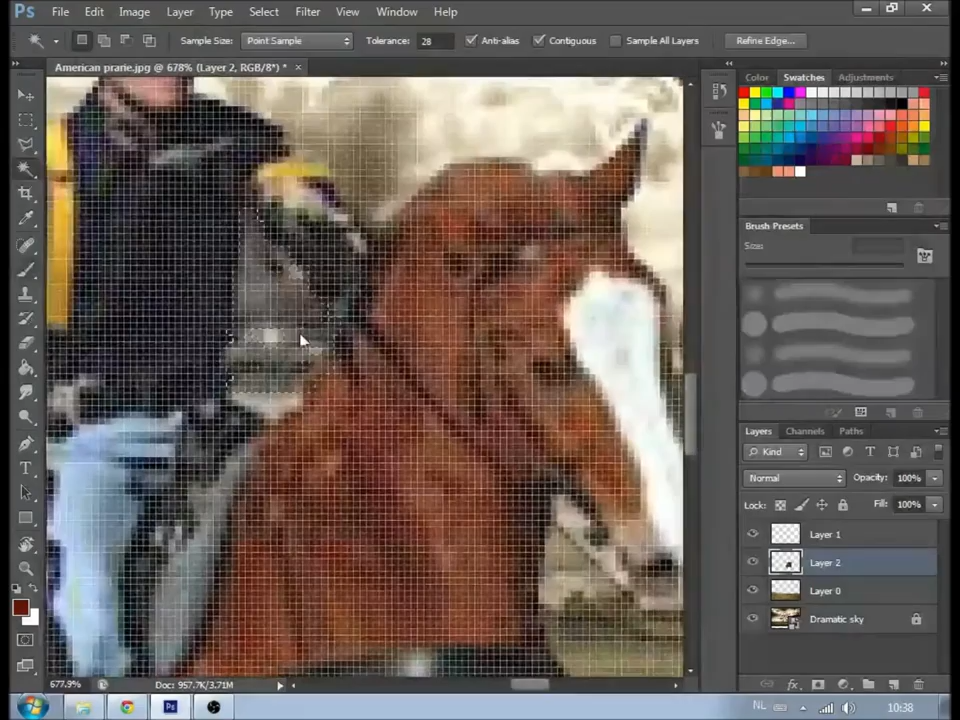 Ps File Edit Image Layer Type Select Filter View Window Help
Sample Size: Point Sample Tolerance: 28 Anti-alias Contiguous Sample All Layers Refine Edge...
American prarie.jpg @ 678% (Layer 2, RGB/8*) * ×
Color Swatches Adjustments
Brush Presets
Size:
Layers Channels Paths
Kind
Normal Opacity: 100%
Lock: Fill: 100%
Layer 1
Layer 2
Layer 0
Dramatic sky
677.9% Doc: 957.7K/3.71M
NL 10:38